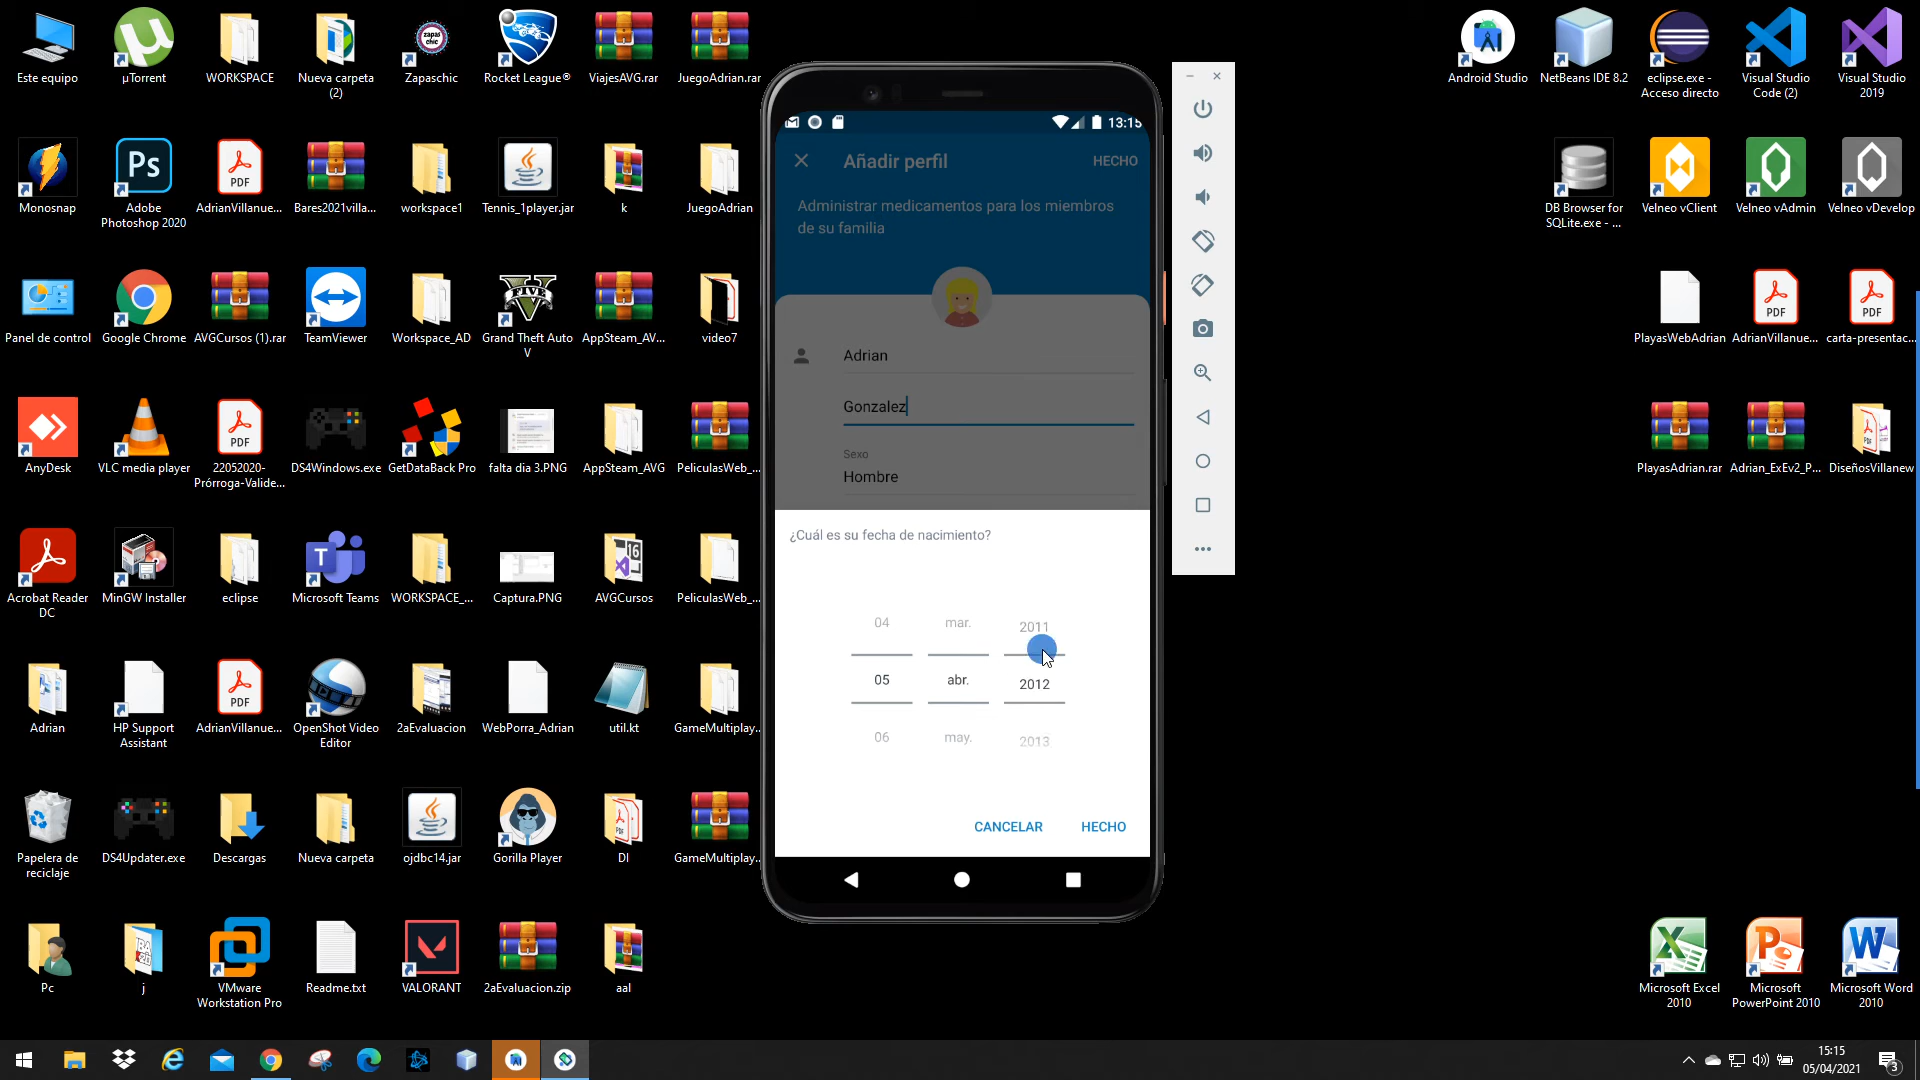 Este equipo
µTorrent
WORKSPACE
Nueva carpeta
(2)
Zapaschic
Rocket League®
ViajesAVG.rar
JuegoAdrian.rar
Android Studio
NetBeans IDE 8.2
eclipse.exe -
Acceso directo
Visual Studio
Code (2)
Visual Studio
2019
Monosnap
Adobe
Photoshop 2020
AdrianVillanue...
Bares2021villa...
workspace1
Tennis_1player.jar
k
JuegoAdrian
DB Browser for
SQLite.exe - ...
Velneo vClient
Velneo vAdmin
Velneo vDevelop
Panel de control
Google Chrome
AVGCursos (1).rar
TeamViewer
Workspace_AD
Grand Theft Auto
V
AppSteam_AV...
video7
PlayasWebAdrian
AdrianVillanue...
carta-presentac...
AnyDesk
VLC media player
22052020-
Prórroga-Valide...
DS4Windows.exe
GetDataBack Pro
falta dia 3.PNG
AppSteam_AVG
PeliculasWeb_...
PlayasAdrian.rar
Adrian_ExEv2_P...
DiseñosVillanew
Acrobat Reader
DC
MinGW Installer
eclipse
Microsoft Teams
WORKSPACE_...
Captura.PNG
AVGCursos
PeliculasWeb_...
Adrian
HP Support
Assistant
AdrianVillanue...
OpenShot Video
Editor
2aEvaluacion
WebPorra_Adrian
util.kt
GameMultiplay...
Papelera de
reciclaje
DS4Updater.exe
Descargas
Nueva carpeta
ojdbc14.jar
Gorilla Player
DI
GameMultiplay...
Pc
j
VMware
Workstation Pro
Readme.txt
VALORANT
2aEvaluacion.zip
aal
Microsoft Excel
2010
Microsoft
PowerPoint 2010
Microsoft Word
2010
13:15
Añadir perfil
HECHO
Administrar medicamentos para los miembros
de su familia
Adrian
Gonzalez
Sexo
Hombre
¿Cuál es su fecha de nacimiento?
04 mar. 2011
05 abr. 2012
06 may. 2013
CANCELAR HECHO
15:15
05/04/2021
3